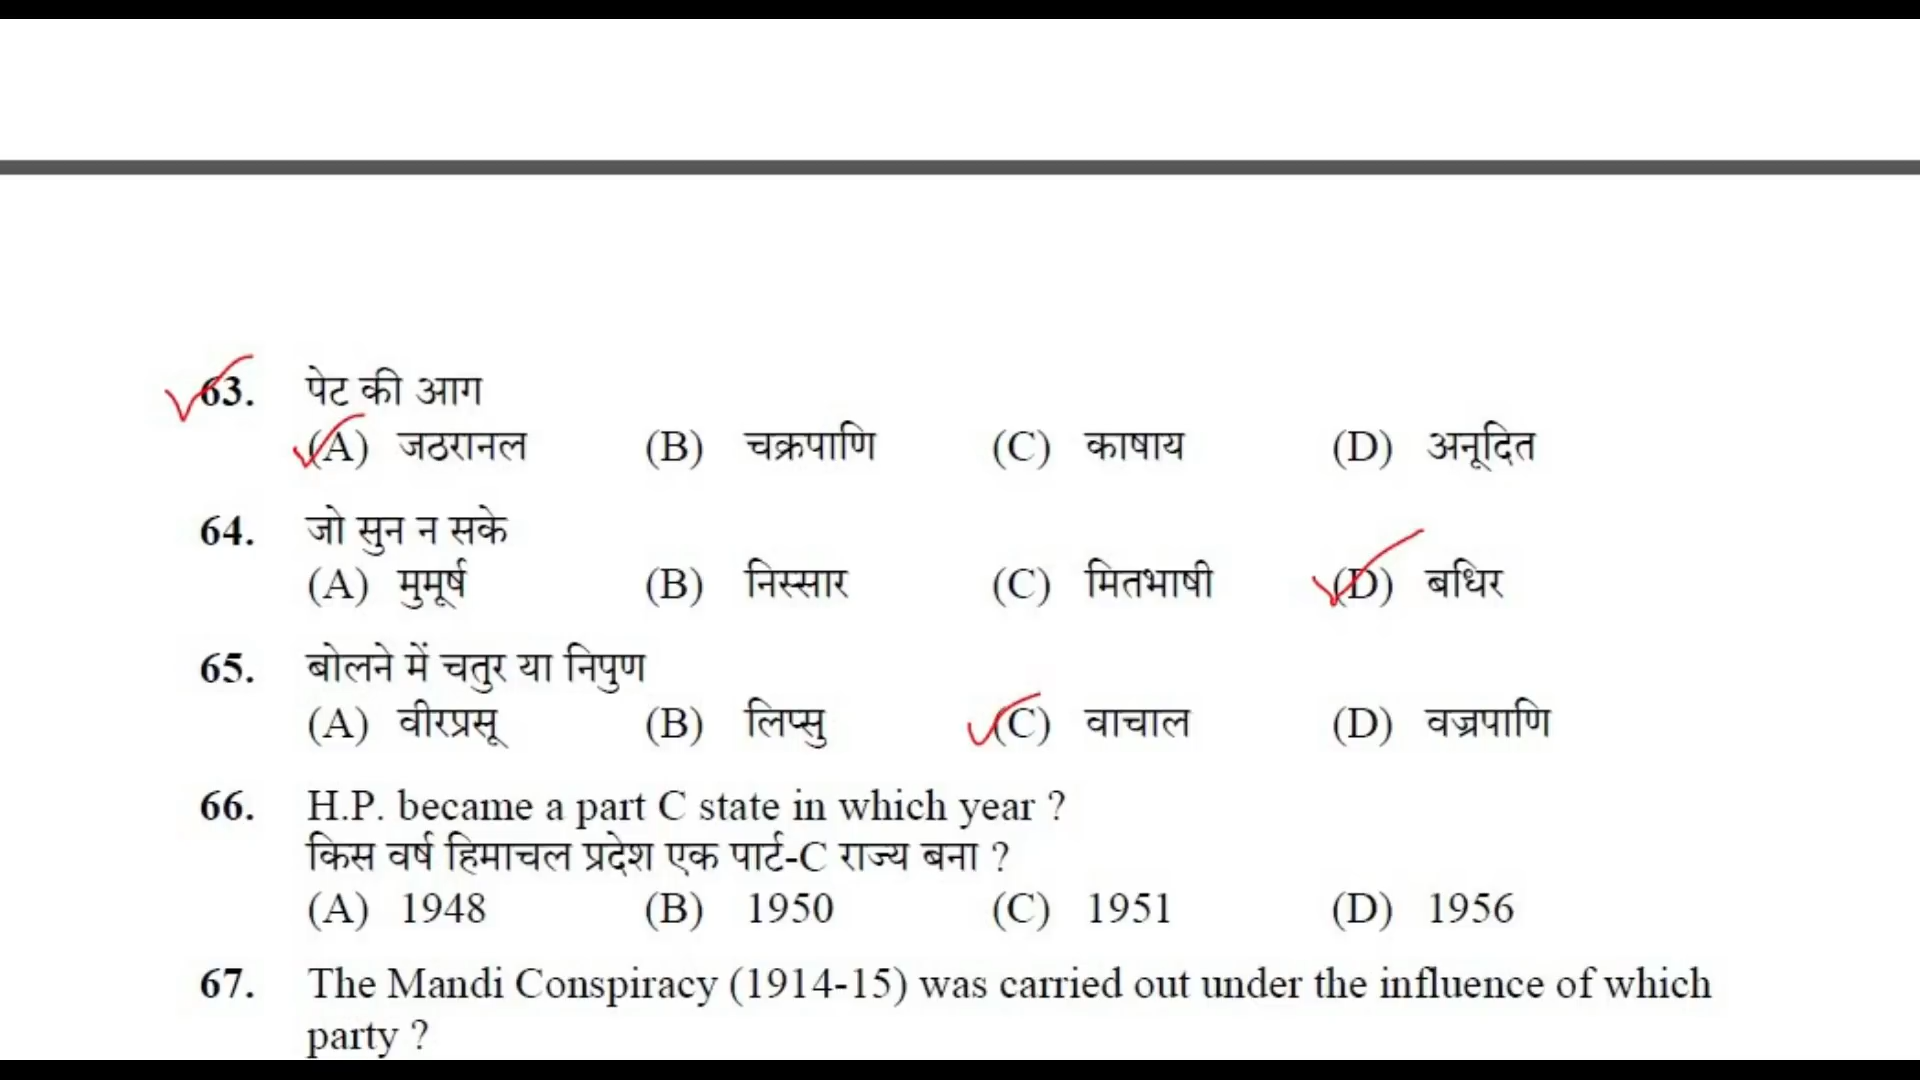 63. पेट की आग
(A) जठरानल (B) चक्रपाणि (C) काषाय (D) अनूदित
64. जो सुन न सके
(A) मुमूर्ष (B) निस्सार (C) मितभाषी (D) बधिर
65. बोलने में चतुर या निपुण
(A) वीरप्रसू (B) लिप्सु (C) वाचाल (D) वज्रपाणि
66. H.P. became a part C state in which year ?
किस वर्ष हिमाचल प्रदेश एक पार्ट-C राज्य बना ?
(A) 1948 (B) 1950 (C) 1951 (D) 1956
67. The Mandi Conspiracy (1914-15) was carried out under the influence of which
party ?